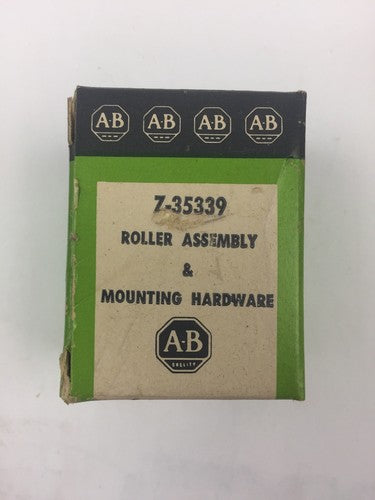 A-B A-B A-B A-B
Z-35339
ROLLER ASSEMBLY
&
MOUNTING HARDWARE
A-B
QUALITY